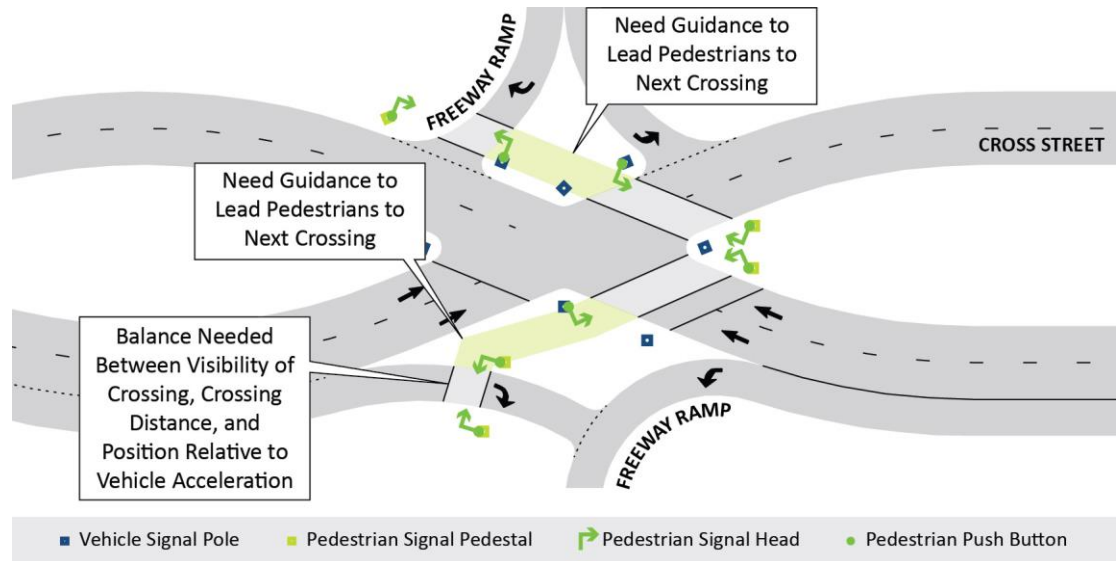 Need Guidance to
Lead Pedestrians to
Next Crossing
FREEWAY RAMP
CROSS STREET
Need Guidance to
Lead Pedestrians to
Next Crossing
Balance Needed
Between Visibility of
Crossing, Crossing
Distance, and
Position Relative to
Vehicle Acceleration
FREEWAY RAMP
Vehicle Signal Pole
Pedestrian Signal Pedestal
Pedestrian Signal Head
Pedestrian Push Button